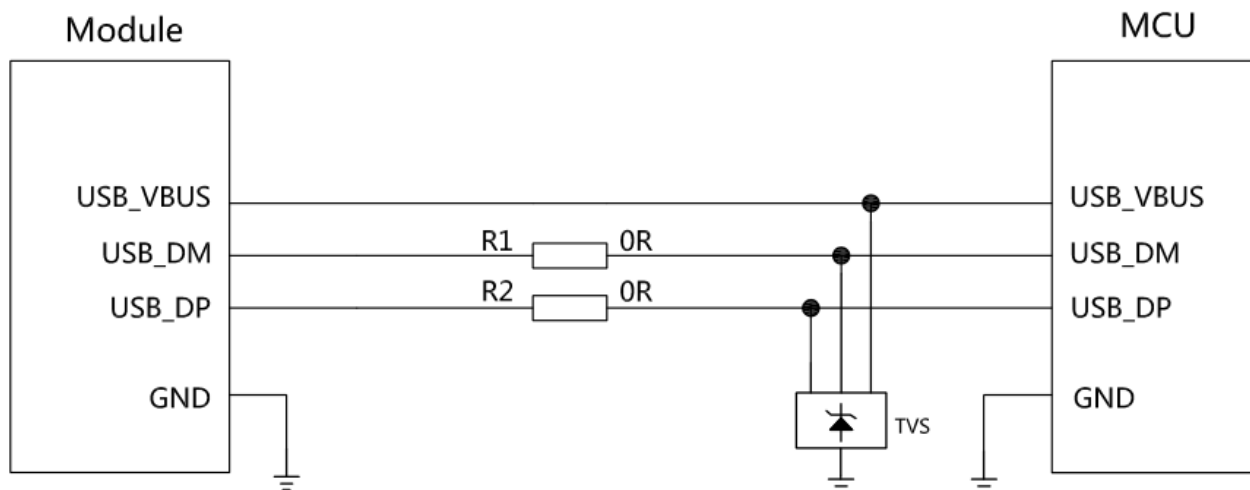 Module
MCU
USB_VBUS
USB_VBUS
USB_DM
R1
0R
USB_DM
USB_DP
R2
0R
USB_DP
GND
TVS
GND